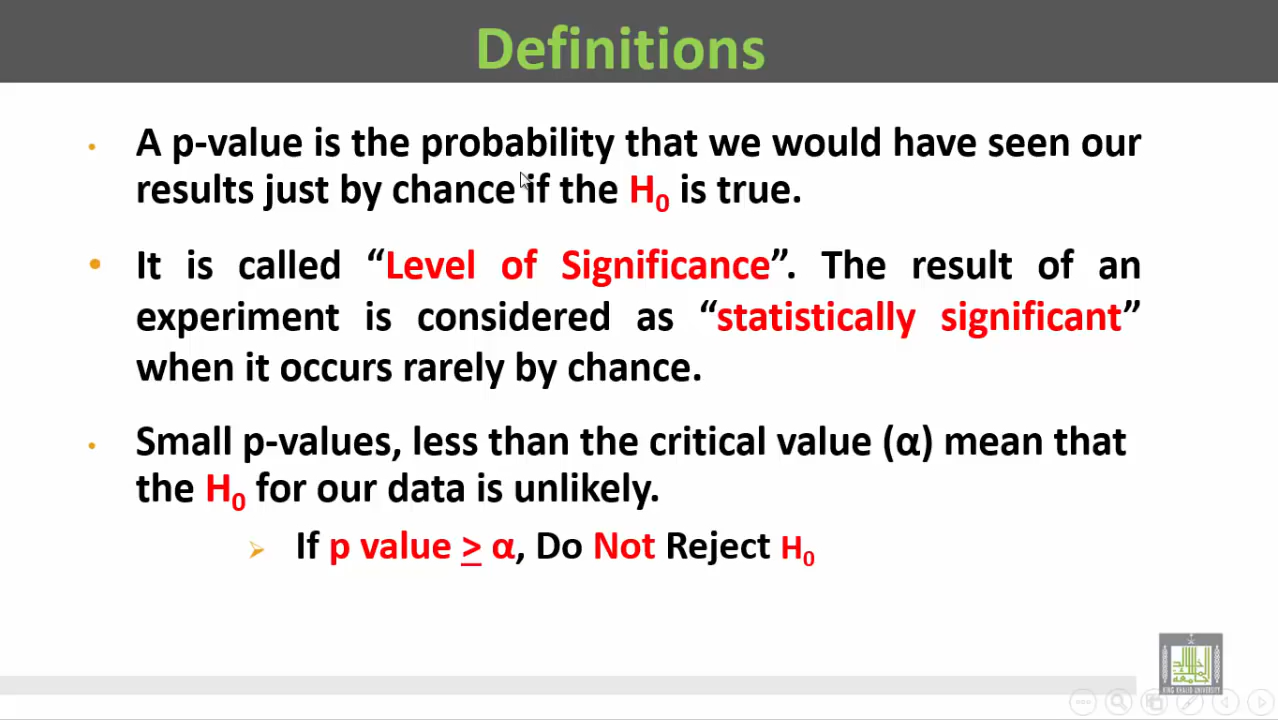 Definitions
• A p-value is the probability that we would have seen our
results just by chance if the H₀ is true.
• It is called “Level of Significance”. The result of an
experiment is considered as “statistically significant”
when it occurs rarely by chance.
• Small p-values, less than the critical value (α) mean that
the H₀ for our data is unlikely.
➢ If p value ≥ α, Do Not Reject H₀
KING KHALID UNIVERSITY